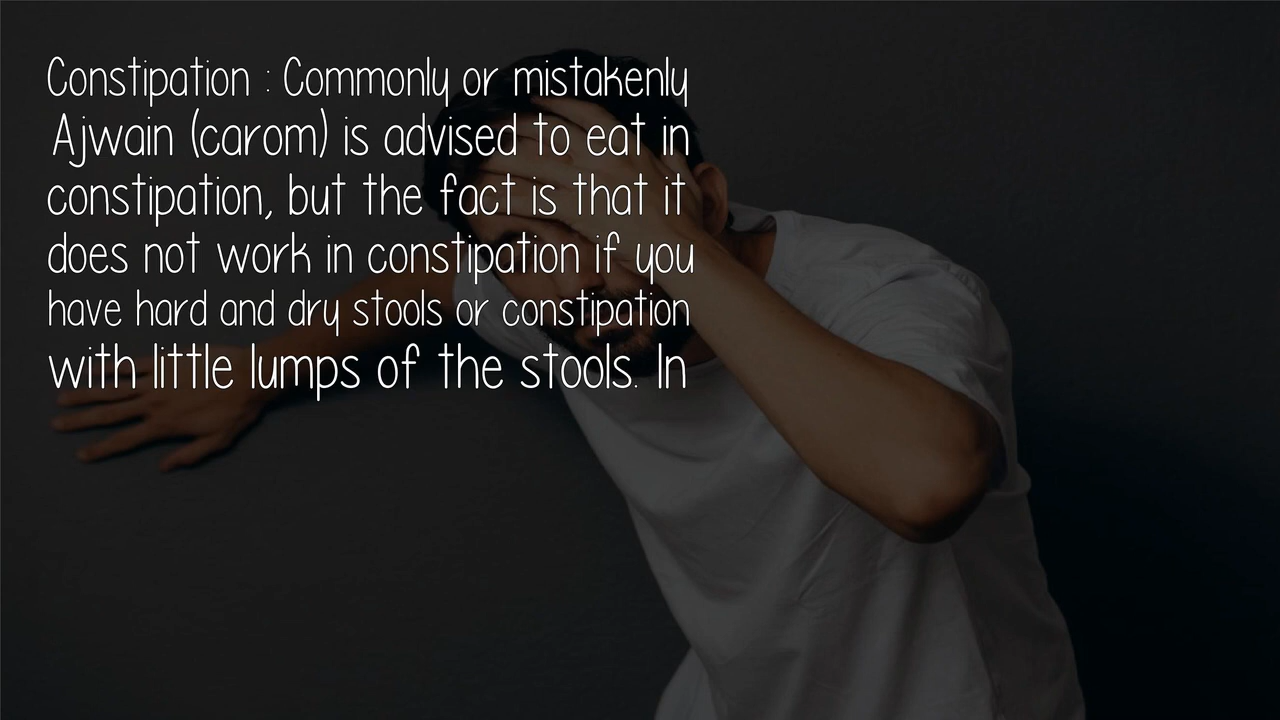 Constipation : Commonly or mistakenly
Ajwain (carom) is advised to eat in
constipation, but the fact is that it
does not work in constipation if you
have hard and dry stools or constipation
with little lumps of the stools. In